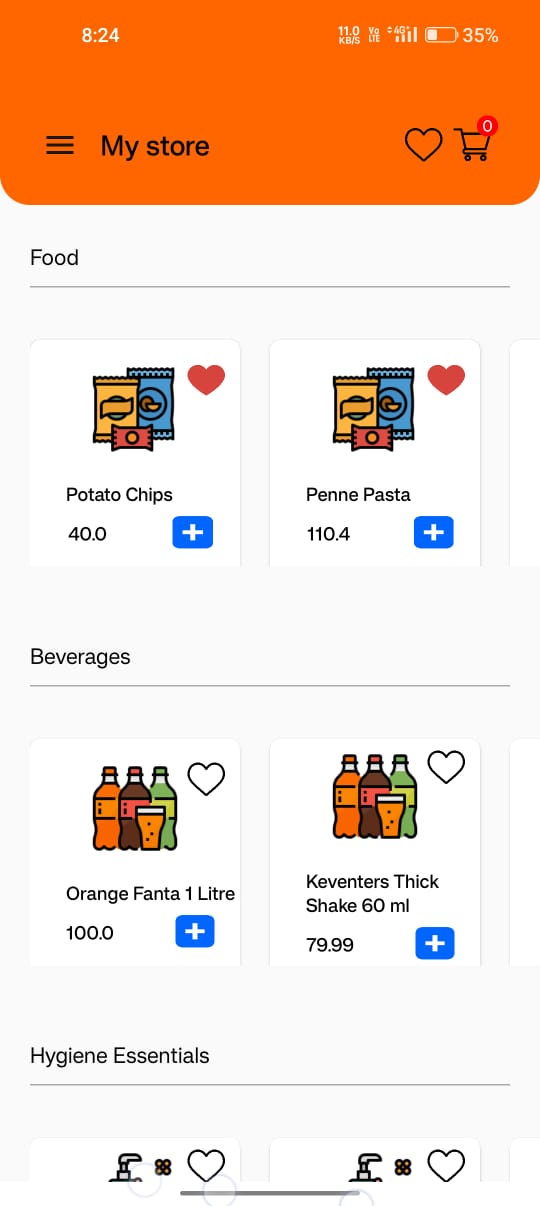 8:24
11.0
KB/S
Vo
LTE
4G+
35%
My store
0
Food
Potato Chips
Penne Pasta
40.0
110.4
Beverages
Orange Fanta 1 Litre
Keventers Thick
Shake 60 ml
100.0
79.99
Hygiene Essentials